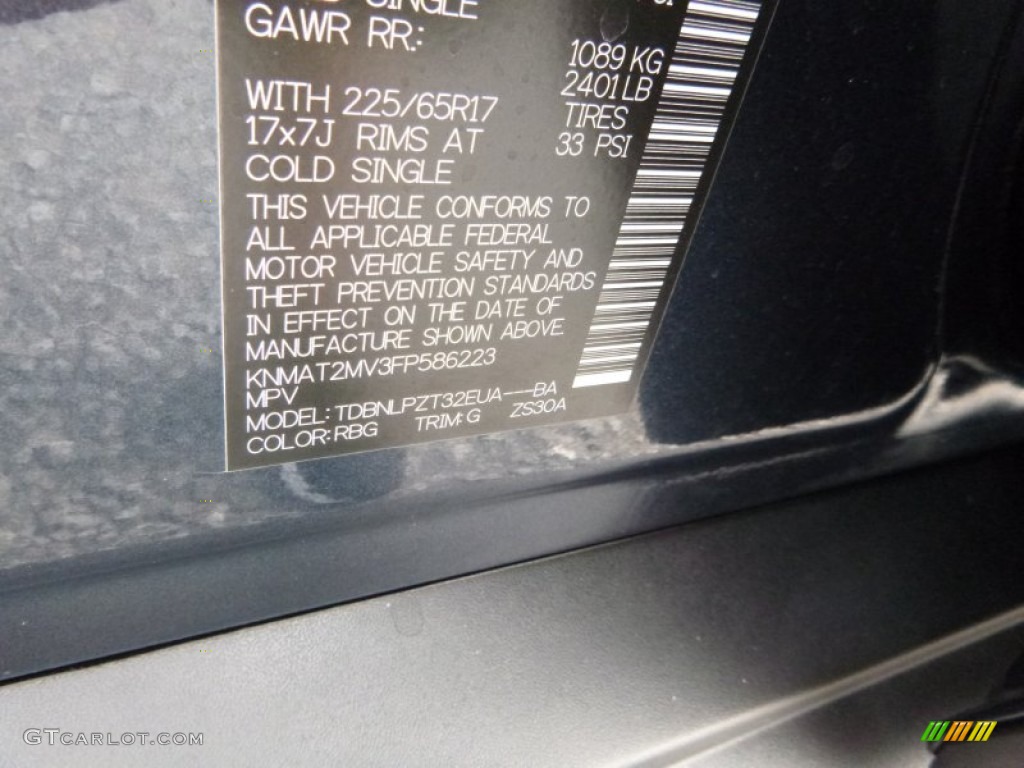 COLD SINGLE
GAWR RR.:
1089 KG
2401 LB
WITH 225/65R17 TIRES
17x7J RIMS AT 33 PSI
COLD SINGLE
THIS VEHICLE CONFORMS TO
ALL APPLICABLE FEDERAL
MOTOR VEHICLE SAFETY AND
THEFT PREVENTION STANDARDS
IN EFFECT ON THE DATE OF
MANUFACTURE SHOWN ABOVE.
KNMAT2MV3FP586223
MPV
MODEL: TDBNLPZT32EUA---BA
COLOR: RBG TRIM: G ZS30A
GTCARLOT.COM